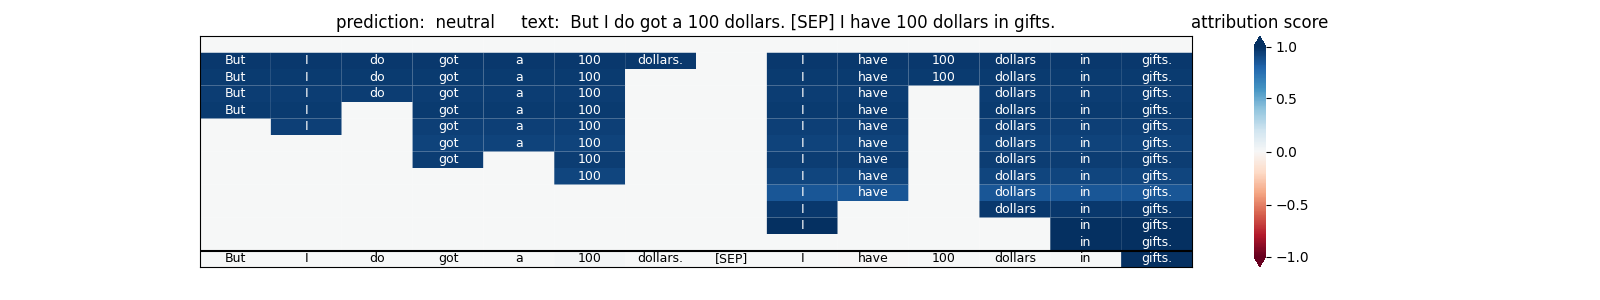 prediction:  neutral     text:  But I do got a 100 dollars. [SEP] I have 100 dollars in gifts.     attribution score
But I do got a 100 dollars. I have 100 dollars in gifts. 1.0
But I do got a 100 I have 100 dollars in gifts.
But I do got a 100 I have dollars in gifts. 0.5
But I got a 100 I have dollars in gifts.
I got a 100 I have dollars in gifts.
got a 100 I have dollars in gifts. 0.0
got 100 I have dollars in gifts.
100 I have dollars in gifts.
I have dollars in gifts. −0.5
I dollars in gifts.
I in gifts.
in gifts.
But I do got a 100 dollars. [SEP] I have 100 dollars in gifts. −1.0